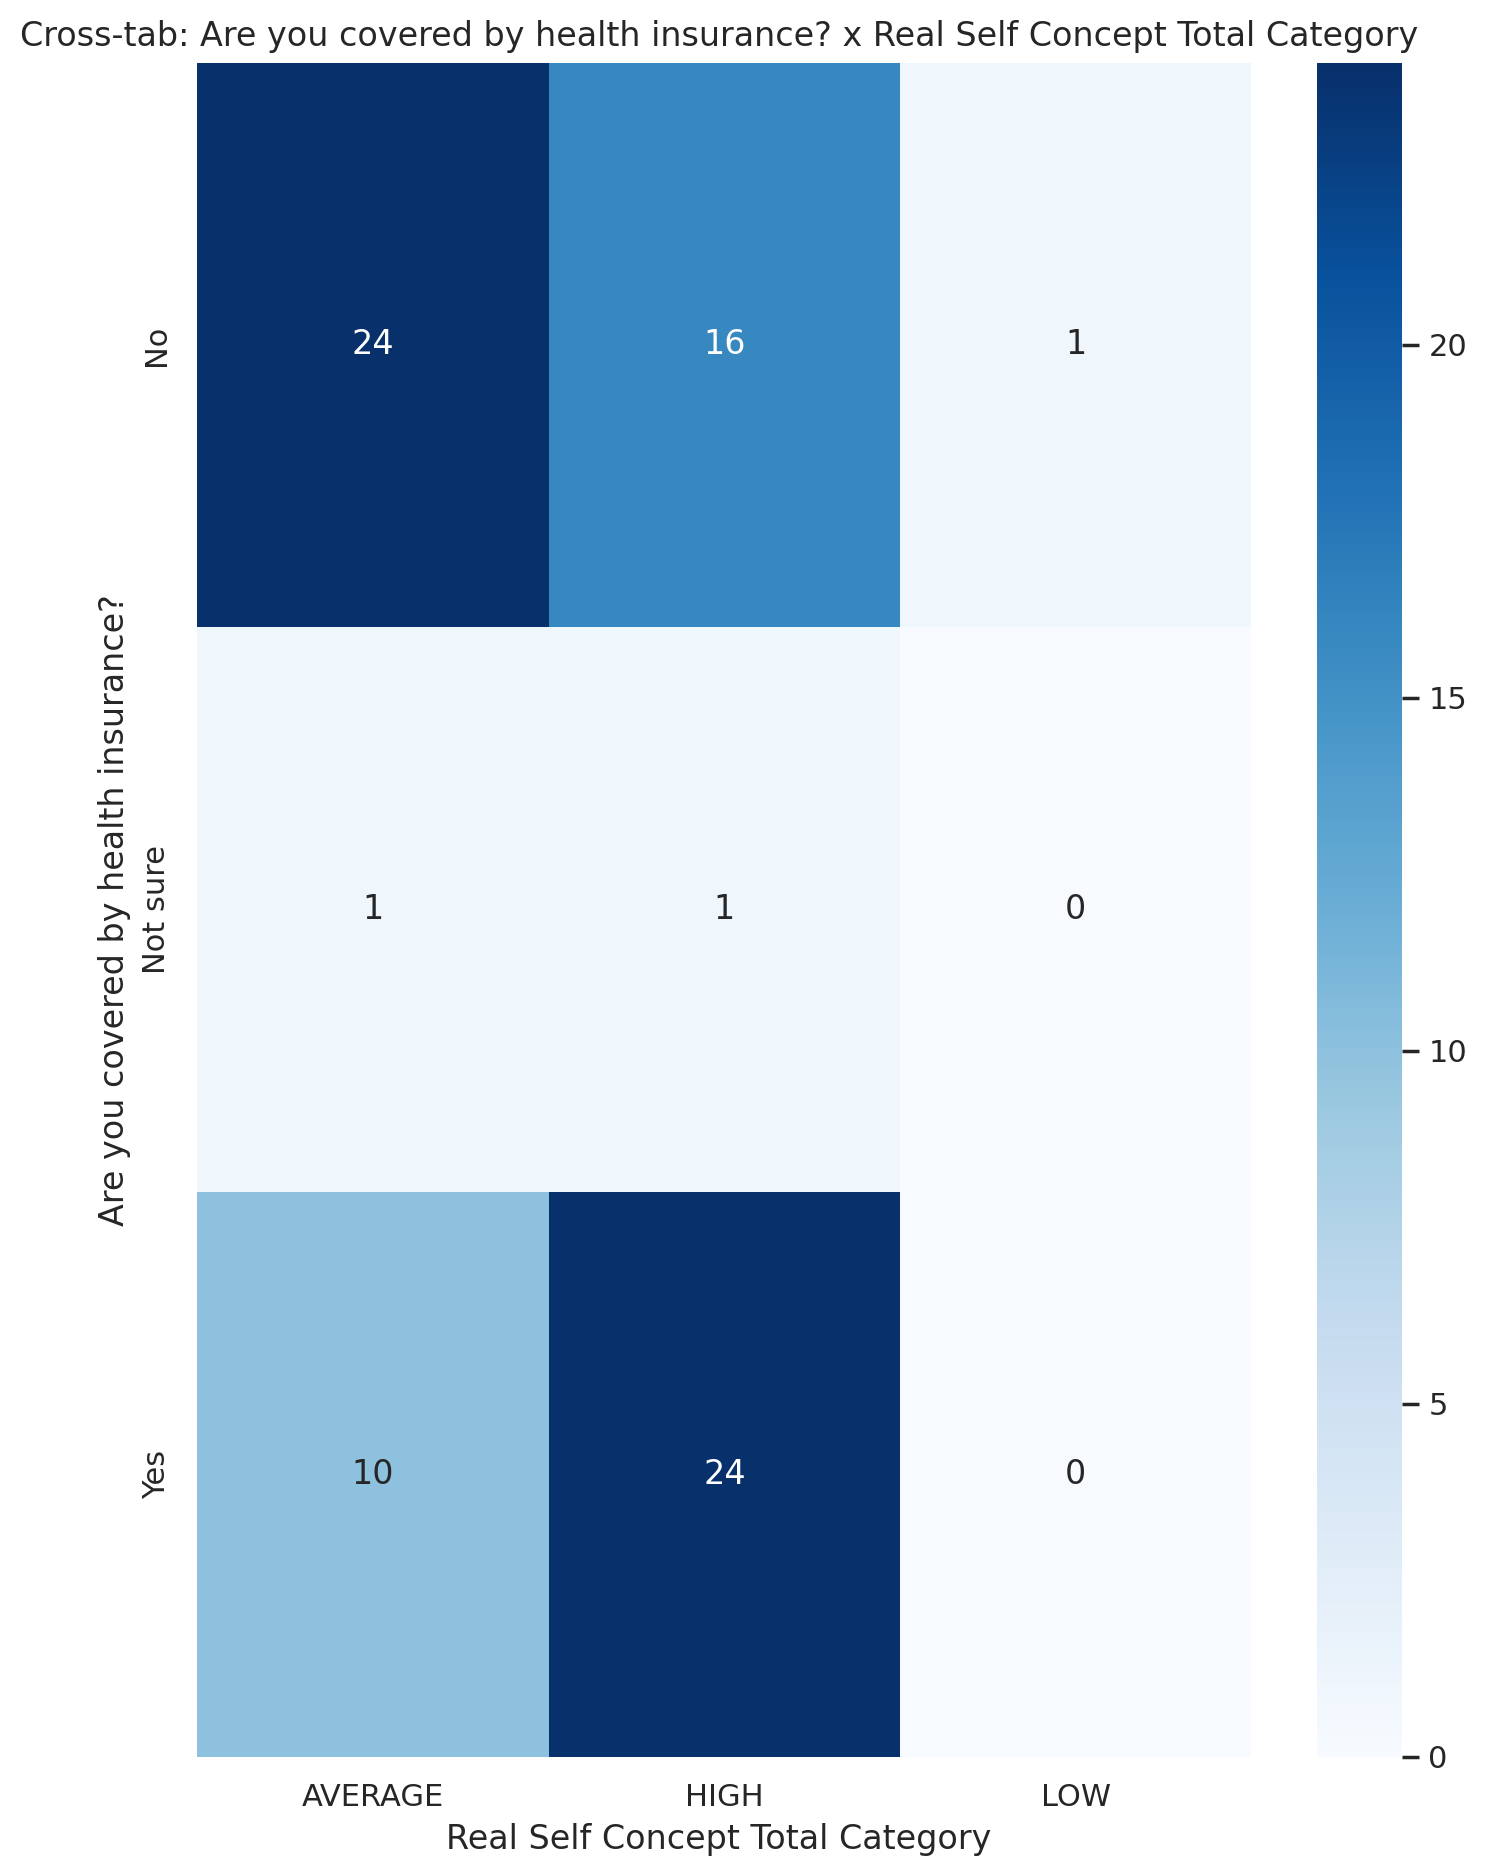 Cross-tab: Are you covered by health insurance? x Real Self Concept Total Category
Are you covered by health insurance?
No
24
16
1
Not sure
1
1
0
Yes
10
24
0
AVERAGE
HIGH
LOW
Real Self Concept Total Category
20
15
10
5
0